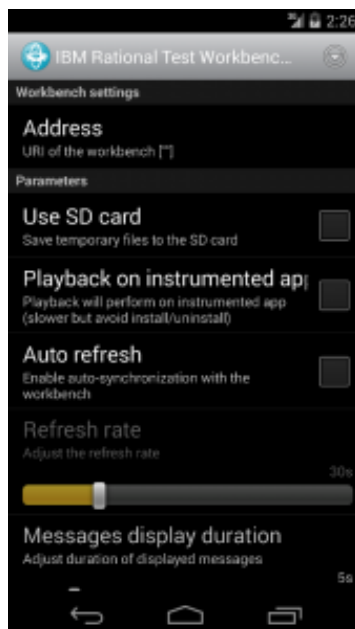 2:26
IBM Rational Test Workbenc...
Workbench settings
Address
URI of the workbench [""]
Parameters
Use SD card
Save temporary files to the SD card
Playback on instrumented app
Playback will perform on instrumented app
(slower but avoid install/uninstall)
Auto refresh
Enable auto-synchronization with the
workbench
Refresh rate
Adjust the refresh rate
30s
Messages display duration
Adjust duration of displayed messages
5s